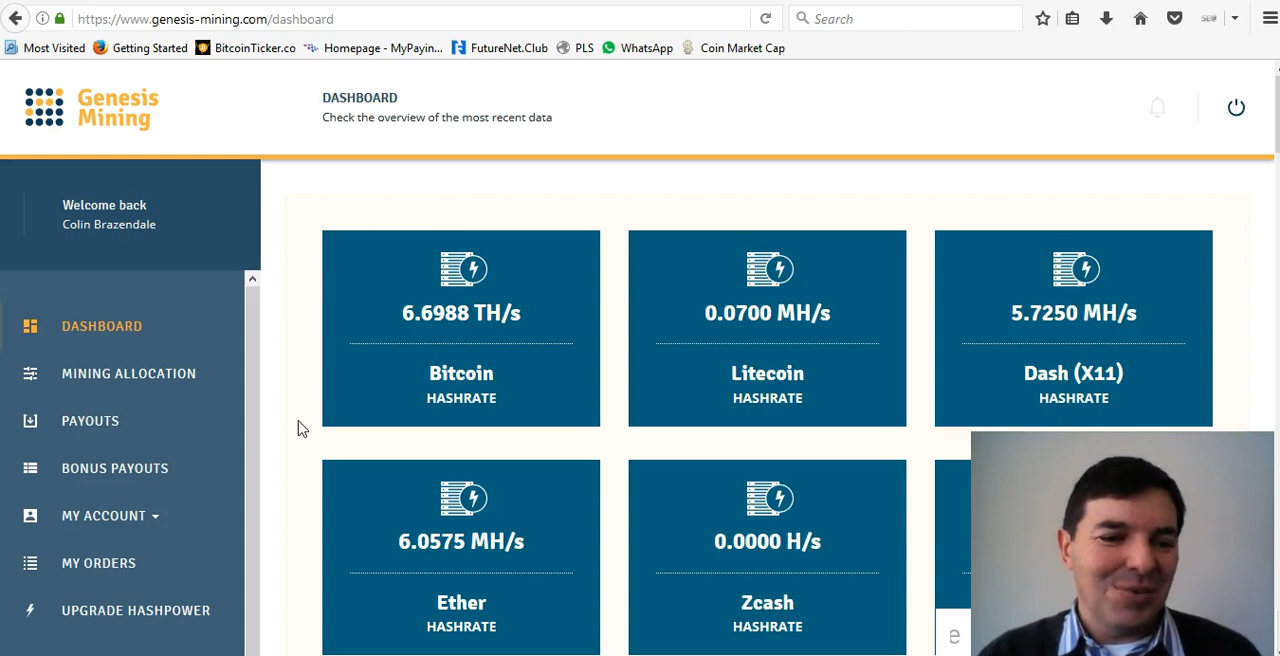 https://www.genesis-mining.com/dashboard
Search
Most Visited Getting Started BitcoinTicker.co Homepage - MyPayin... FutureNet.Club PLS WhatsApp Coin Market Cap
Genesis
Mining
DASHBOARD
Check the overview of the most recent data
Welcome back
Colin Brazendale
DASHBOARD
MINING ALLOCATION
PAYOUTS
BONUS PAYOUTS
MY ACCOUNT
MY ORDERS
UPGRADE HASHPOWER
6.6988 TH/s
Bitcoin
HASHRATE
0.0700 MH/s
Litecoin
HASHRATE
5.7250 MH/s
Dash (X11)
HASHRATE
6.0575 MH/s
Ether
HASHRATE
0.0000 H/s
Zcash
HASHRATE
e